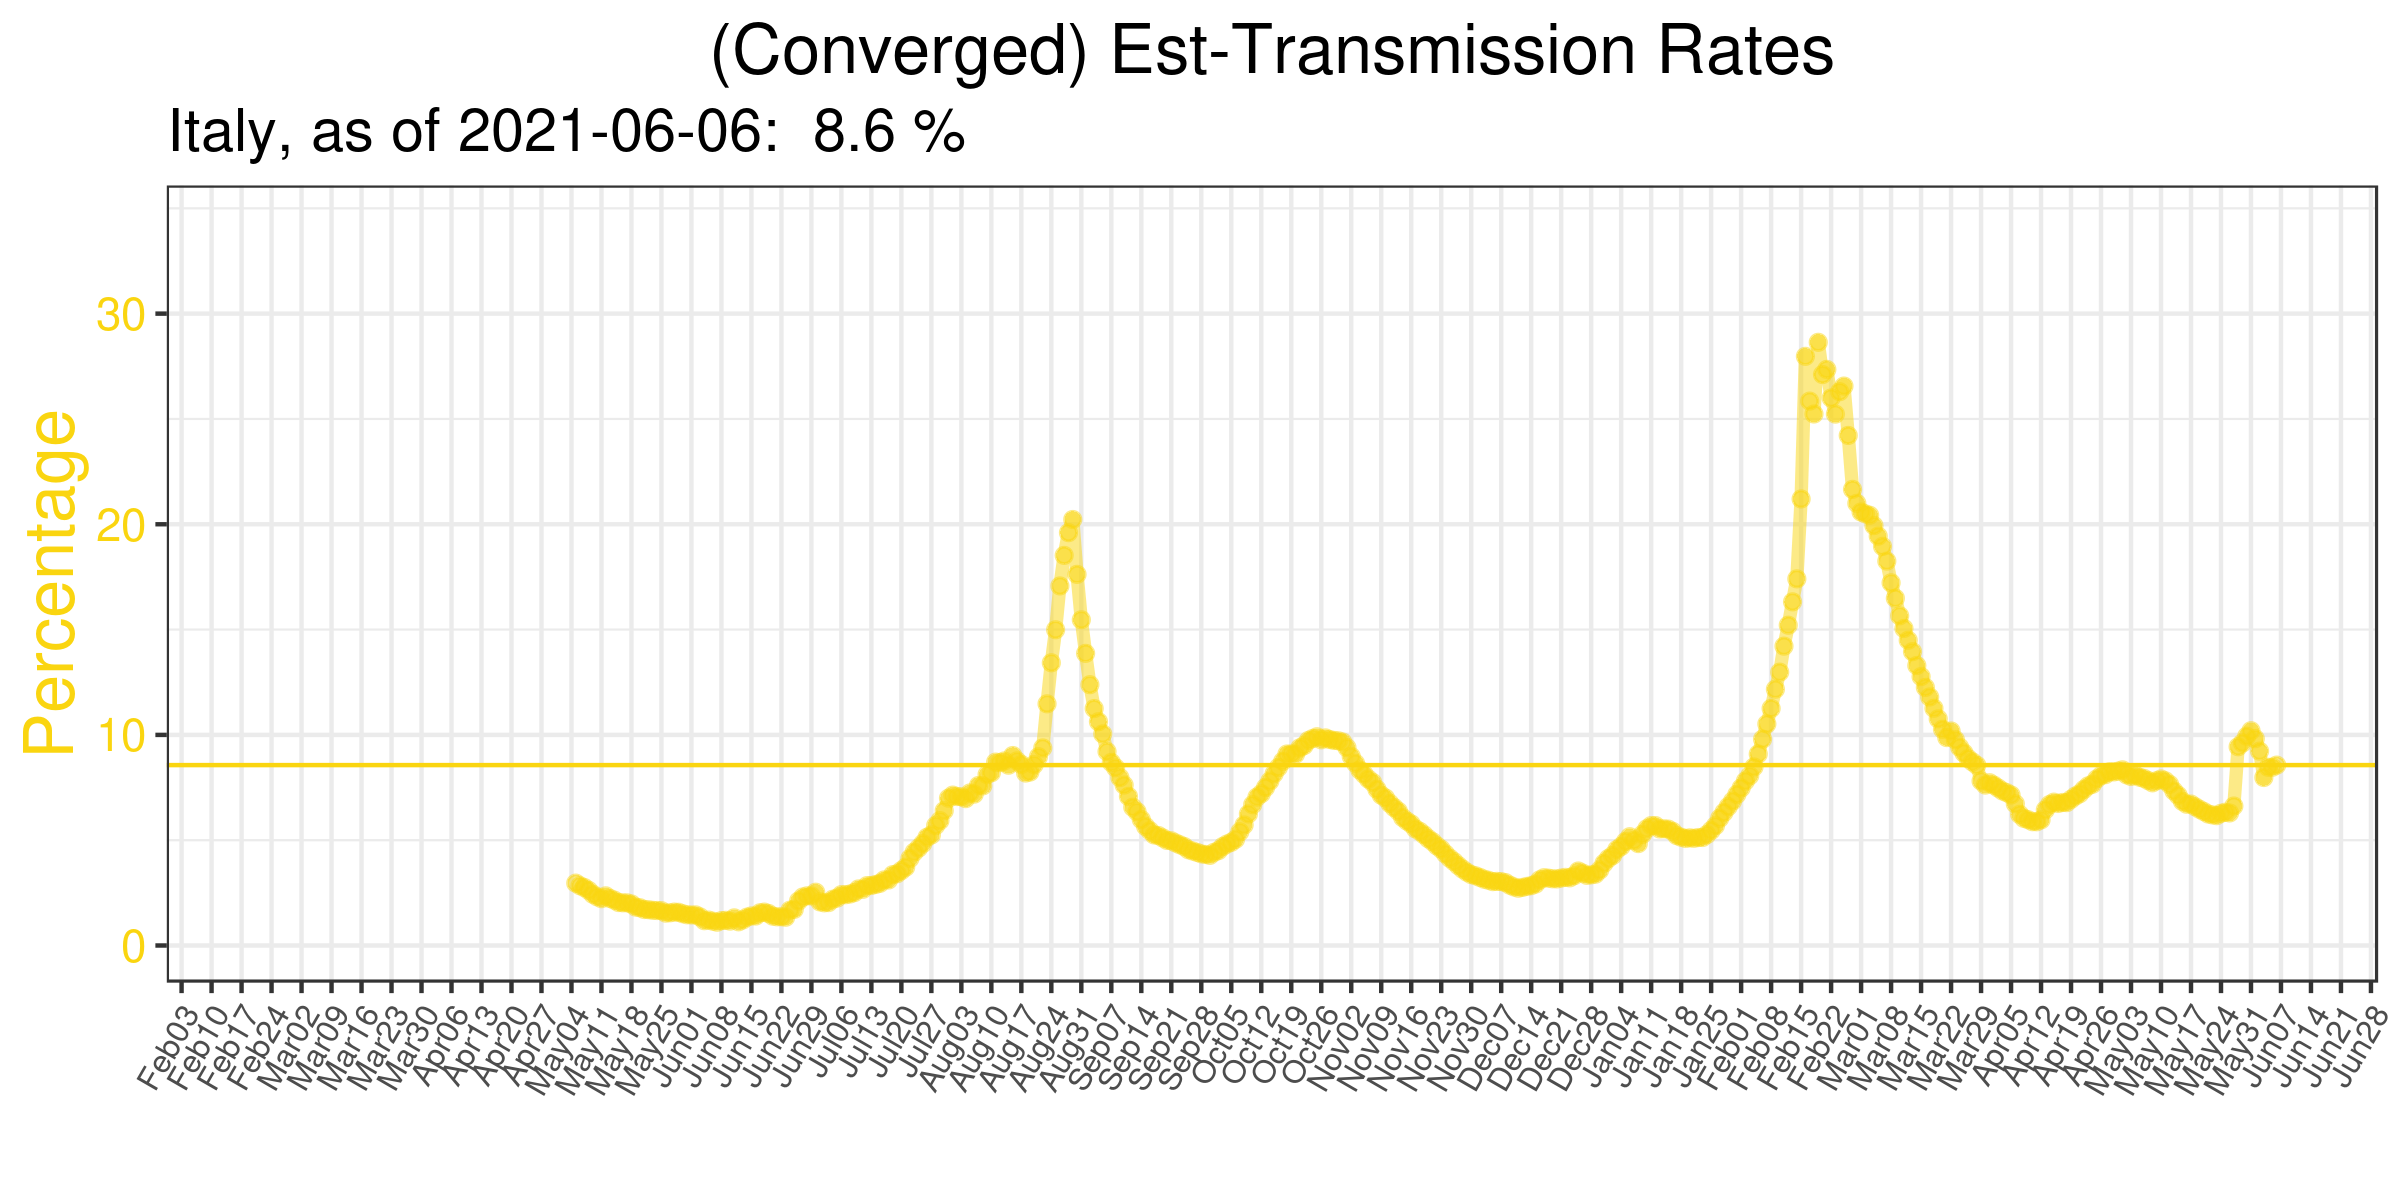 (Converged) Est-Transmission Rates
Italy, as of 2021-06-06:  8.6 %
Percentage
30
20
10
0
Feb03
Feb10
Feb17
Feb24
Mar02
Mar09
Mar16
Mar23
Mar30
Apr06
Apr13
Apr20
Apr27
May04
May11
May18
May25
Jun01
Jun08
Jun15
Jun22
Jun29
Jul06
Jul13
Jul20
Jul27
Aug03
Aug10
Aug17
Aug24
Aug31
Sep07
Sep14
Sep21
Sep28
Oct05
Oct12
Oct19
Oct26
Nov02
Nov09
Nov16
Nov23
Nov30
Dec07
Dec14
Dec21
Dec28
Jan04
Jan11
Jan18
Jan25
Feb01
Feb08
Feb15
Feb22
Mar01
Mar08
Mar15
Mar22
Mar29
Apr05
Apr12
Apr19
Apr26
May03
May10
May17
May24
May31
Jun07
Jun14
Jun21
Jun28